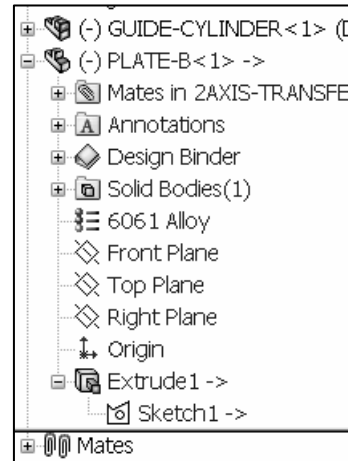 (-) GUIDE-CYLINDER<1> (D
(-) PLATE-B<1> ->
Mates in 2AXIS-TRANSFE
Annotations
Design Binder
Solid Bodies(1)
6061 Alloy
Front Plane
Top Plane
Right Plane
Origin
Extrude1 ->
Sketch1 ->
Mates